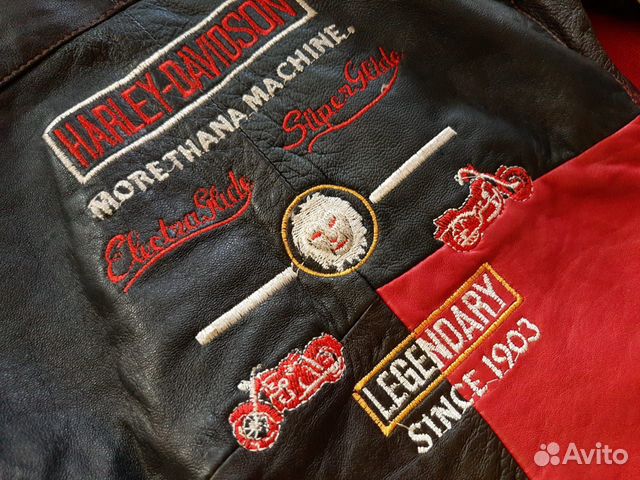 HARLEY-DAVIDSON
MORE THAN A MACHINE.
Electra Glide
Super Glide
LEGENDARY
SINCE 1903
Avito